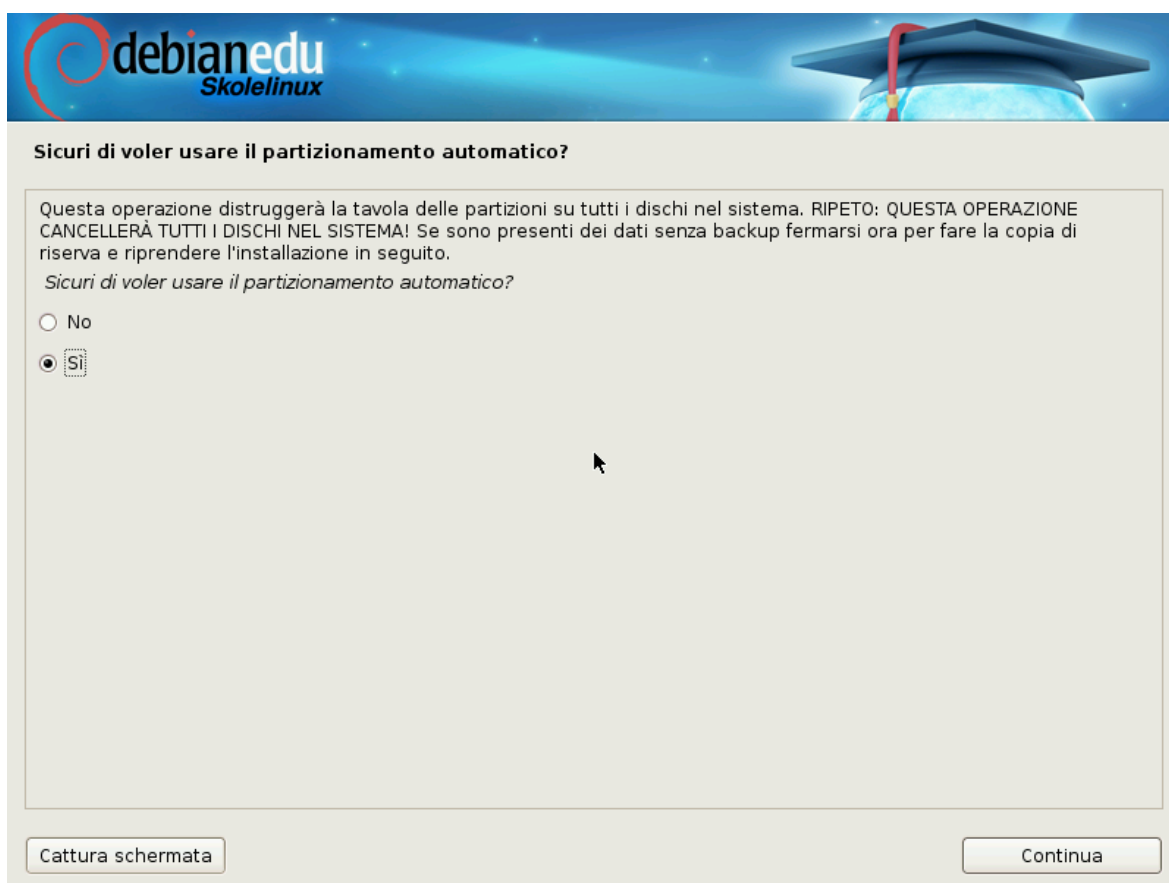 debianedu
Skolelinux
Sicuri di voler usare il partizionamento automatico?
Questa operazione distruggerà la tavola delle partizioni su tutti i dischi nel sistema. RIPETO: QUESTA OPERAZIONE
CANCELLERÀ TUTTI I DISCHI NEL SISTEMA! Se sono presenti dei dati senza backup fermarsi ora per fare la copia di
riserva e riprendere l'installazione in seguito.
Sicuri di voler usare il partizionamento automatico?
No
Sì
Cattura schermata
Continua